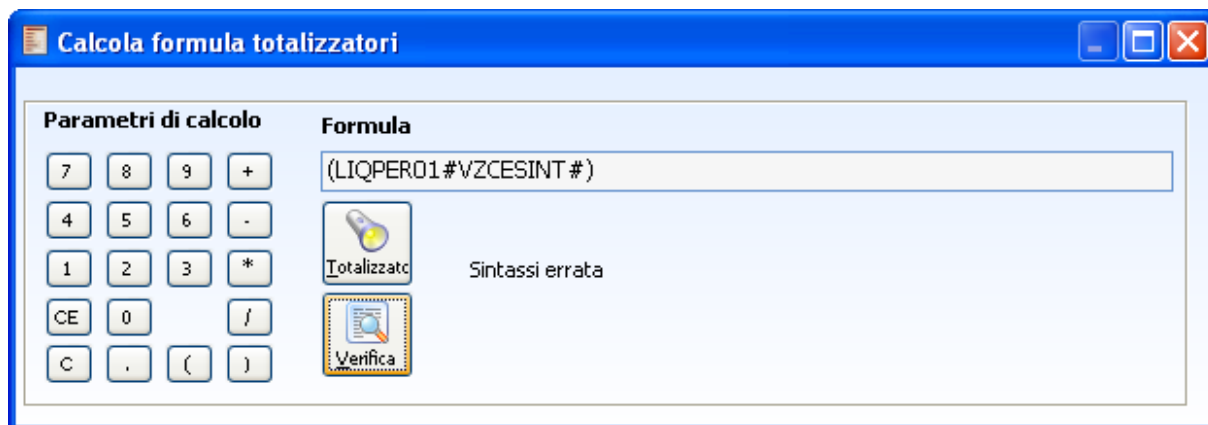 Calcola formula totalizzatori
Parametri di calcolo
Formula
7 8 9 +
(LIQPER01#VZCESINT#)
4 5 6 -
Totalizzatc
1 2 3 *
Sintassi errata
CE 0 /
Verifica
C . ( )